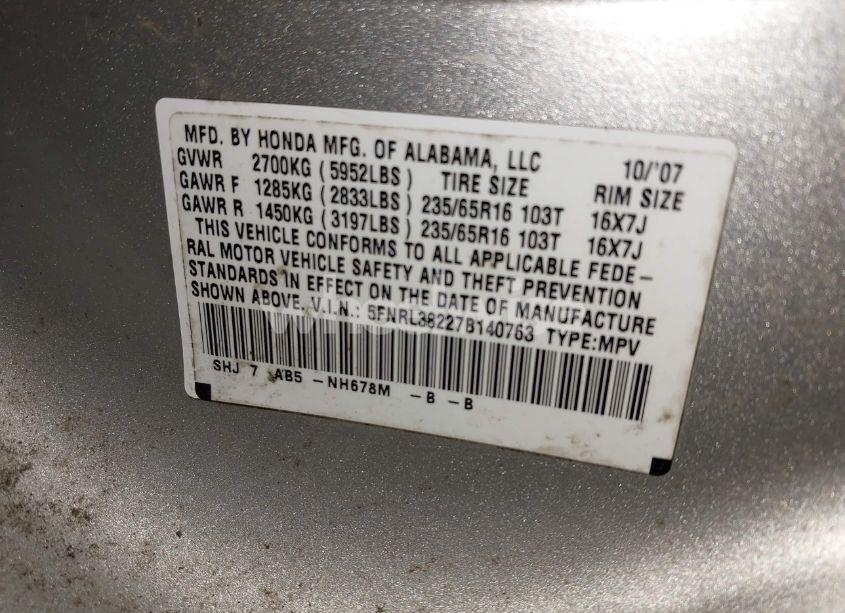 MFD. BY HONDA MFG. OF ALABAMA, LLC 10/'07
GVWR 2700KG (5952LBS) TIRE SIZE RIM SIZE
GAWR F 1285KG (2833LBS) 235/65R16 103T 16X7J
GAWR R 1450KG (3197LBS) 235/65R16 103T 16X7J
THIS VEHICLE CONFORMS TO ALL APPLICABLE FEDE-
RAL MOTOR VEHICLE SAFETY AND THEFT PREVENTION
STANDARDS IN EFFECT ON THE DATE OF MANUFACTURE
SHOWN ABOVE. V.I.N.: 5FNRL38227B140763 TYPE:MPV
SHJ 7 AB5 -NH678M -B -B